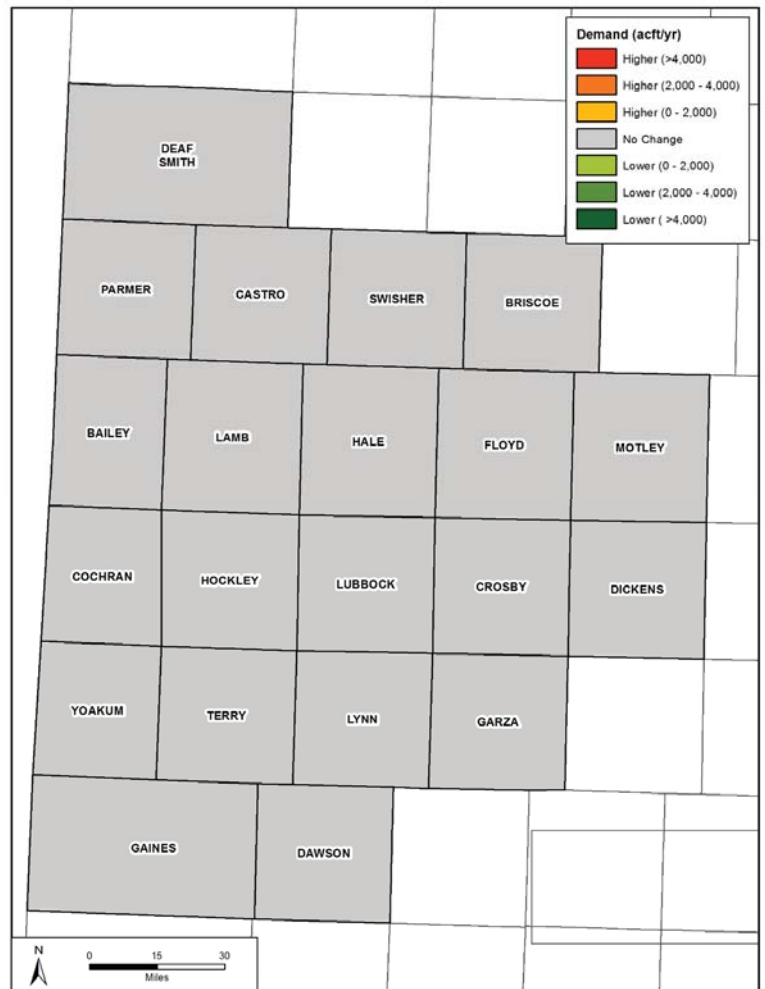 Demand (acft/yr)
Higher (>4,000)
Higher (2,000 - 4,000)
Higher (0 - 2,000)
No Change
Lower (0 - 2,000)
Lower (2,000 - 4,000)
Lower ( >4,000)
DEAF
SMITH
PARMER
CASTRO
SWISHER
BRISCOE
BAILEY
LAMB
HALE
FLOYD
MOTLEY
COCHRAN
HOCKLEY
LUBBOCK
CROSBY
DICKENS
YOAKUM
TERRY
LYNN
GARZA
GAINES
DAWSON
N
0 15 30
Miles